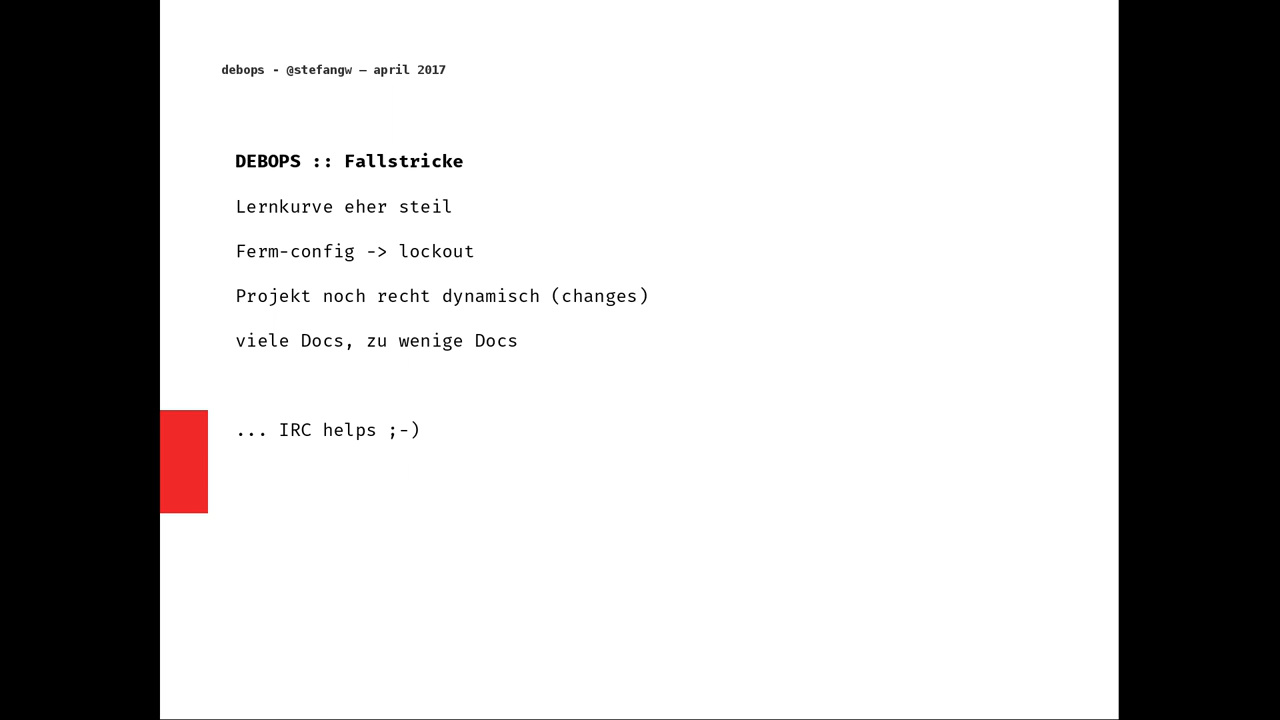 debops - @stefangw – april 2017
DEBOPS :: Fallstricke
Lernkurve eher steil
Ferm-config -> lockout
Projekt noch recht dynamisch (changes)
viele Docs, zu wenige Docs
... IRC helps ;-)